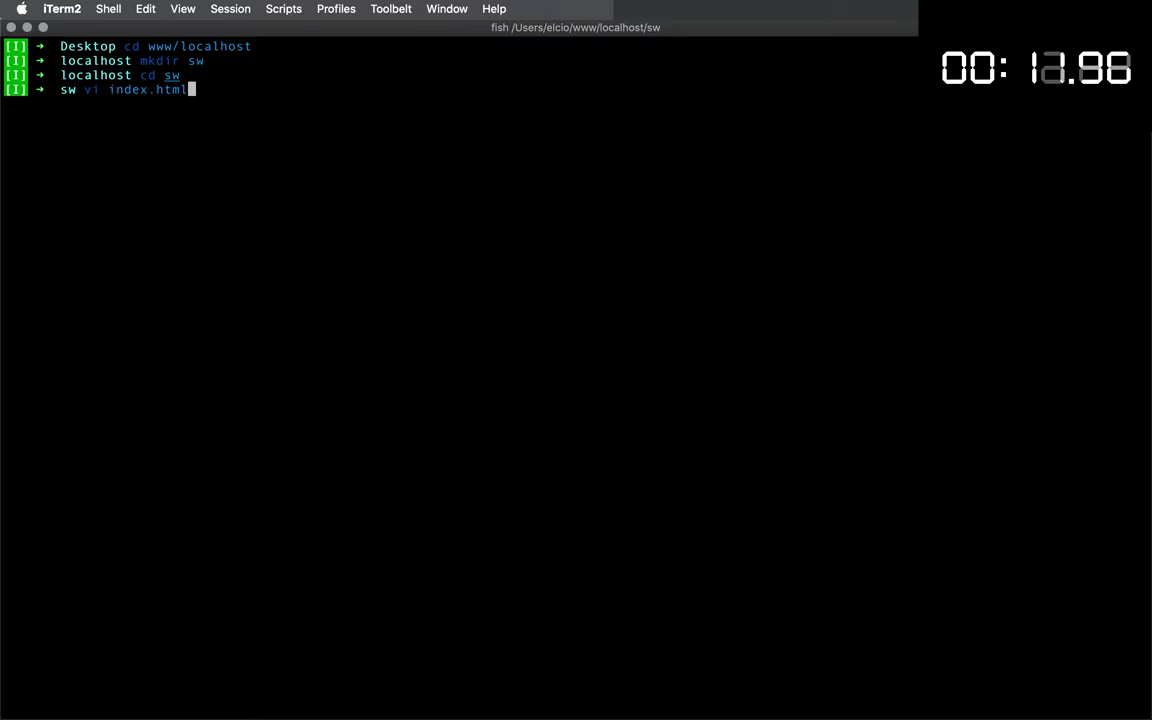 iTerm2 Shell Edit View Session Scripts Profiles Toolbelt Window Help
fish /Users/elcio/www/localhost/sw
[I] ➜ Desktop cd www/localhost
[I] ➜ localhost mkdir sw
[I] ➜ localhost cd sw
[I] ➜ sw vi index.html